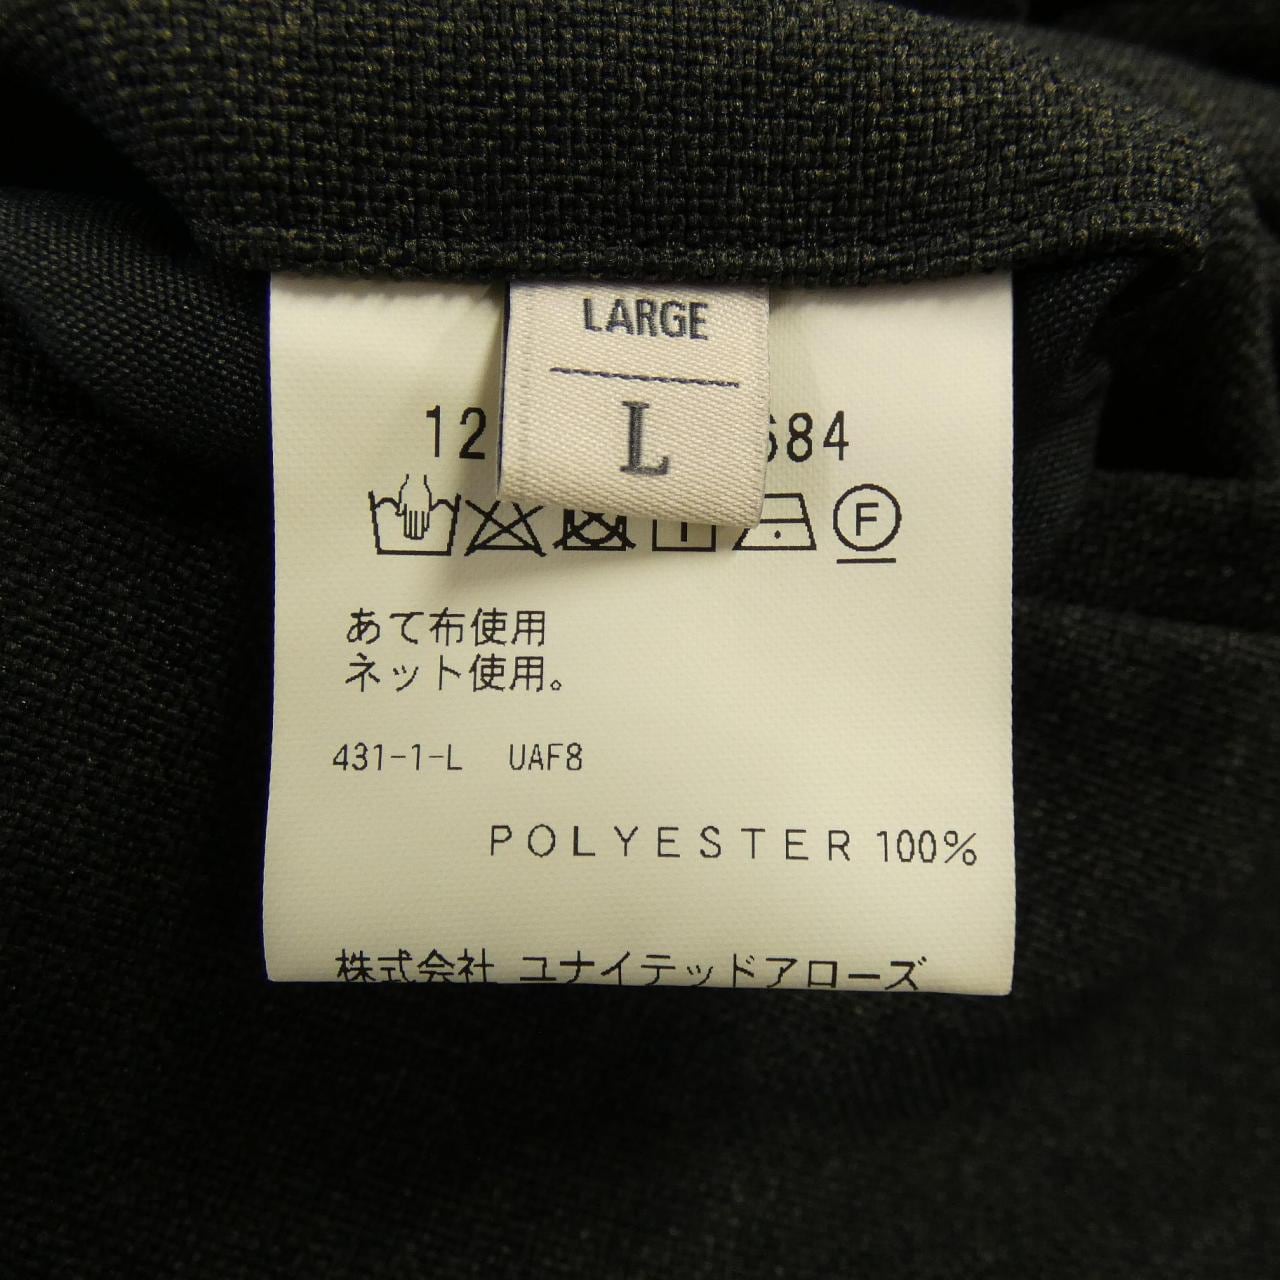 LARGE
L
12 684
F
あて布使用
ネット使用。
431-1-L UAF8
POLYESTER 100%
株式会社 ユナイテッドアローズ